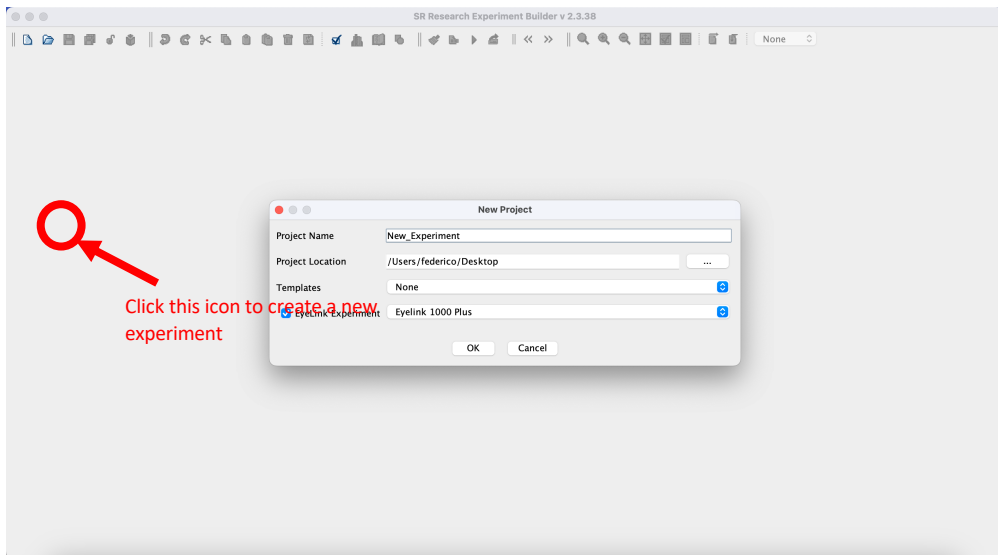 SR Research Experiment Builder v 2.3.38
None
New Project
Project Name New_Experiment
Project Location /Users/federico/Desktop ...
Templates None
EyeLink Experiment Eyelink 1000 Plus
OK Cancel
Click this icon to create a new
experiment